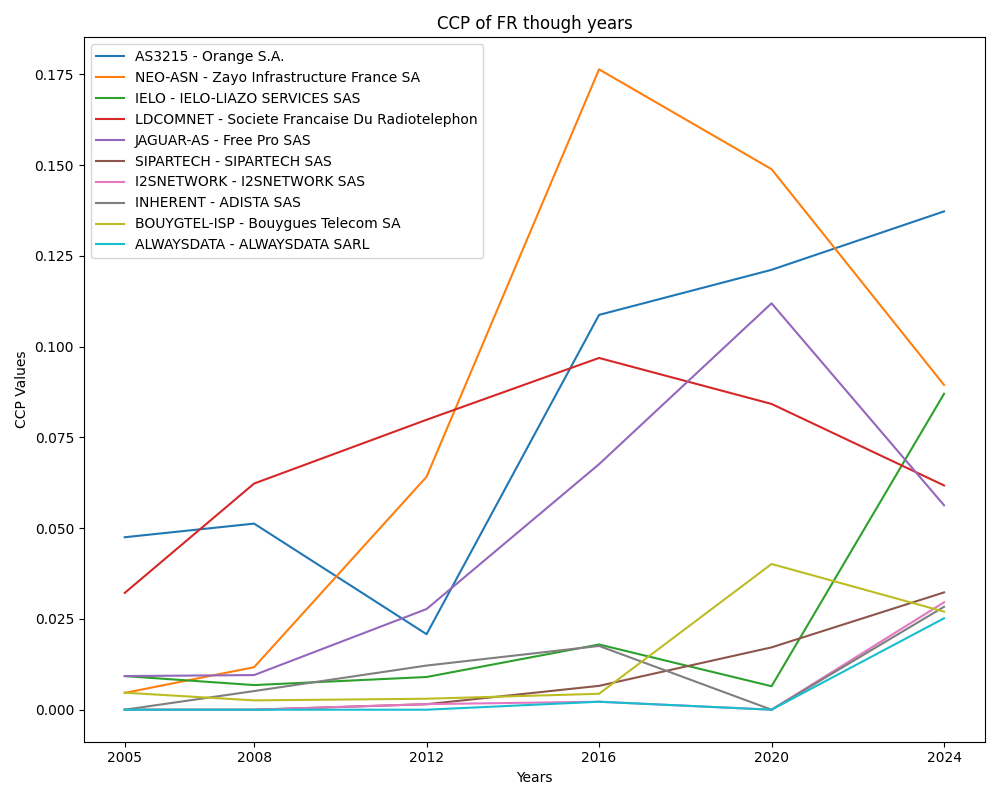 CCP of FR though years
AS3215 - Orange S.A.
NEO-ASN - Zayo Infrastructure France SA
IELO - IELO-LIAZO SERVICES SAS
LDCOMNET - Societe Francaise Du Radiotelephon
JAGUAR-AS - Free Pro SAS
SIPARTECH - SIPARTECH SAS
I2SNETWORK - I2SNETWORK SAS
INHERENT - ADISTA SAS
BOUYGTEL-ISP - Bouygues Telecom SA
ALWAYSDATA - ALWAYSDATA SARL
CCP Values
0.175
0.150
0.125
0.100
0.075
0.050
0.025
0.000
2005 2008 2012 2016 2020 2024
Years